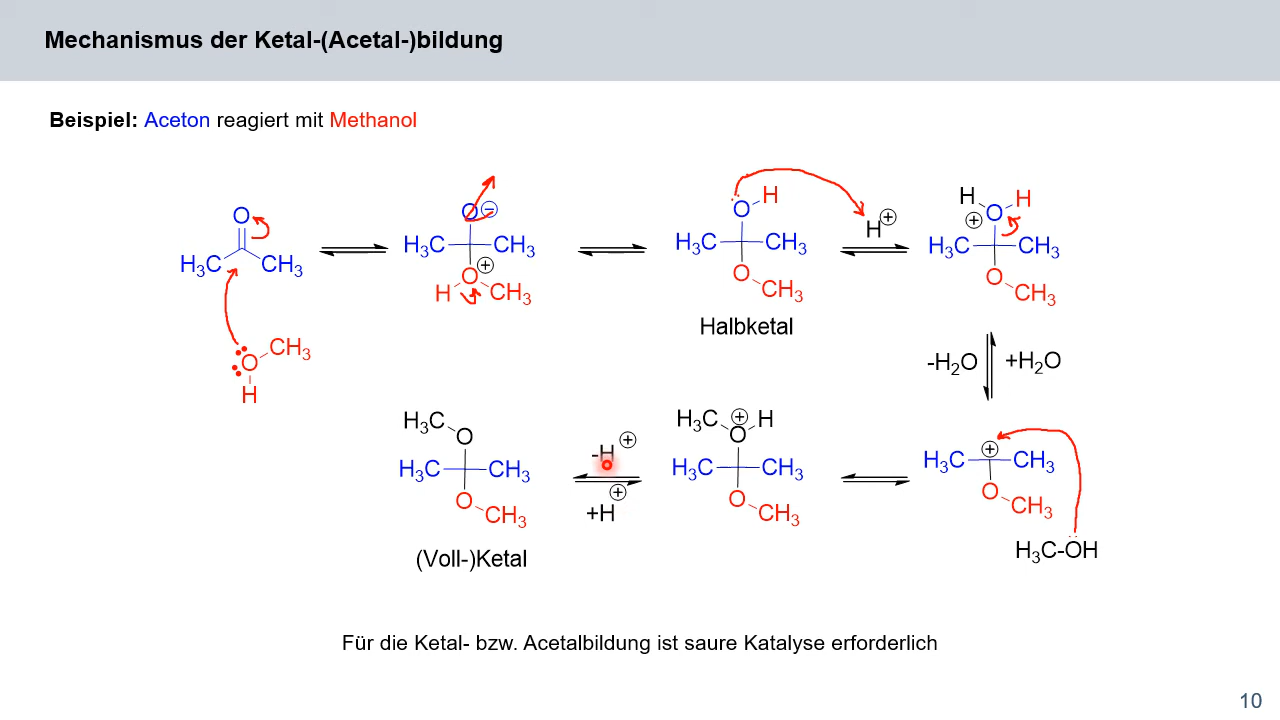 Mechanismus der Ketal-(Acetal-)bildung
Beispiel: Aceton reagiert mit Methanol
O
H₃C CH₃
O CH₃
H
O ⊖
H₃C CH₃
⊕
H O CH₃
O H
H₃C CH₃
O CH₃
Halbketal
H ⊕
H H
⊕ O
H₃C CH₃
O CH₃
-H₂O +H₂O
H₃C ⊕ CH₃
O CH₃
H₃C-OH
H₃C ⊕ H
O
H₃C CH₃
O CH₃
-H ⊕
+H ⊕
H₃C O
H₃C CH₃
O CH₃
(Voll-)Ketal
Für die Ketal- bzw. Acetalbildung ist saure Katalyse erforderlich
10